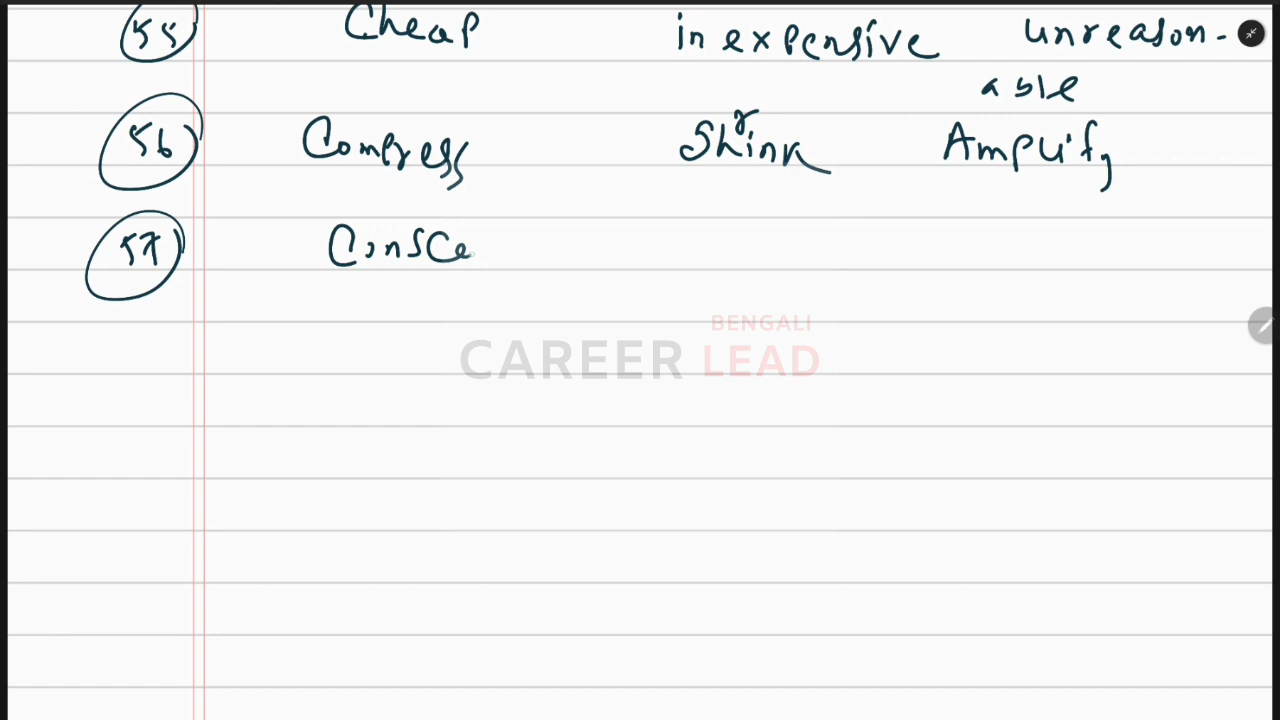 55 Cheap inexpensive unreason-
able
56 Compress Shrink Amplify
57 Consce
BENGALI
CAREER LEAD